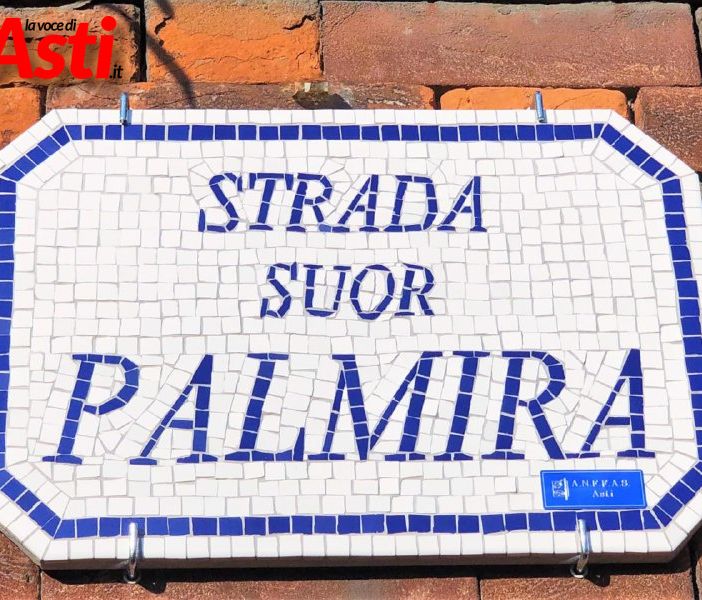 la voce di
Asti.it
STRADA
SUOR
PALMIRA
A.N.F.F.A.S.
Asti